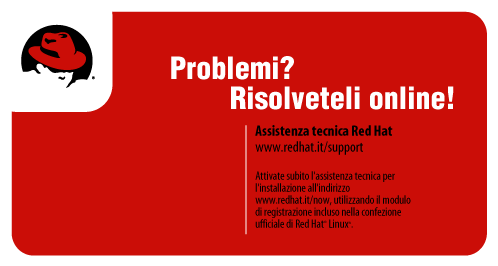 Problemi?
Risolveteli online!
Assistenza tecnica Red Hat
www.redhat.it/support
Attivate subito l'assistenza tecnica per
l'installazione all'indirizzo
www.redhat.it/now, utilizzando il modulo
di registrazione incluso nella confezione
ufficiale di Red Hat® Linux®.